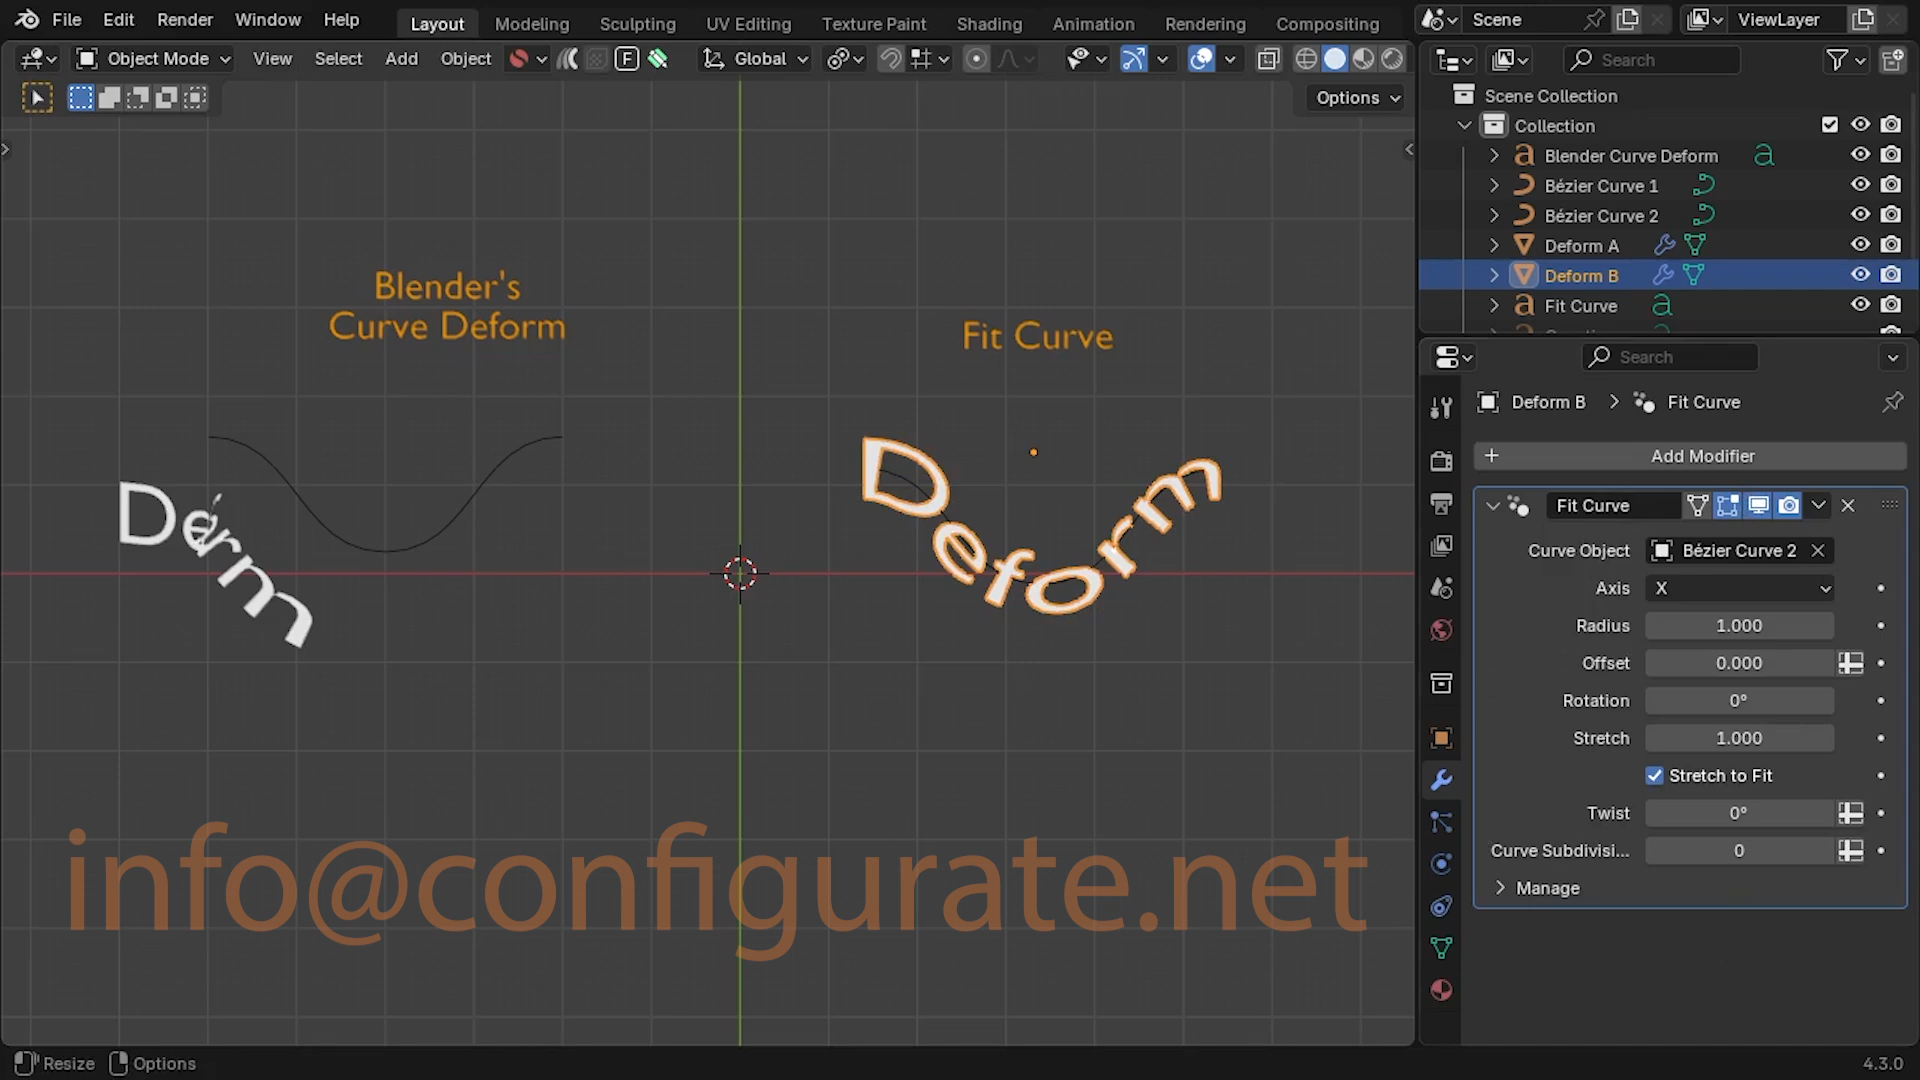 File Edit Render Window Help Layout Modeling Sculpting UV Editing Texture Paint Shading Animation Rendering Compositing Scene ViewLayer
Object Mode View Select Add Object F Global Search
Options
Scene Collection
Collection
Blender Curve Deform
Bézier Curve 1
Bézier Curve 2
Deform A
Deform B
Fit Curve
Blender's
Curve Deform
Fit Curve
Derm
Deform
Search
Deform B > Fit Curve
+ Add Modifier
Fit Curve
Curve Object Bézier Curve 2
Axis X
Radius 1.000
Offset 0.000
Rotation 0°
Stretch 1.000
Stretch to Fit
Twist 0°
Curve Subdivisi... 0
Manage
info@configurate.net
Resize Options 4.3.0